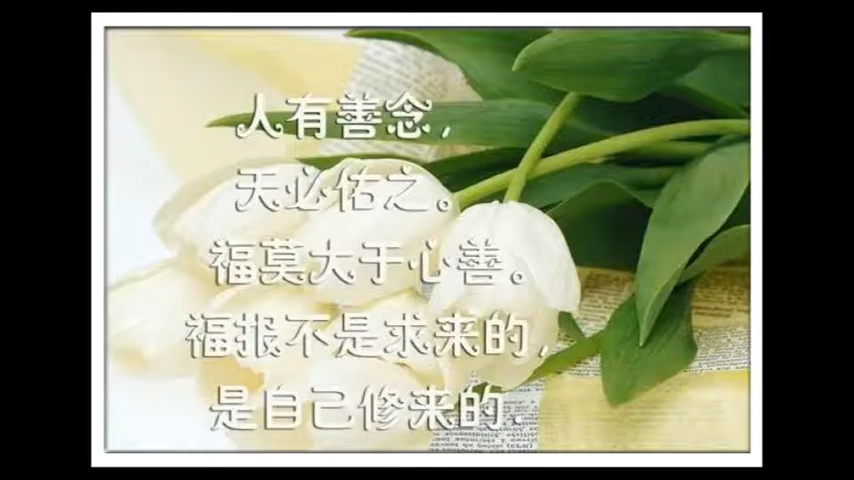 人有善念，
天必佑之。
福莫大于心善。
福报不是求来的，
是自己修来的.